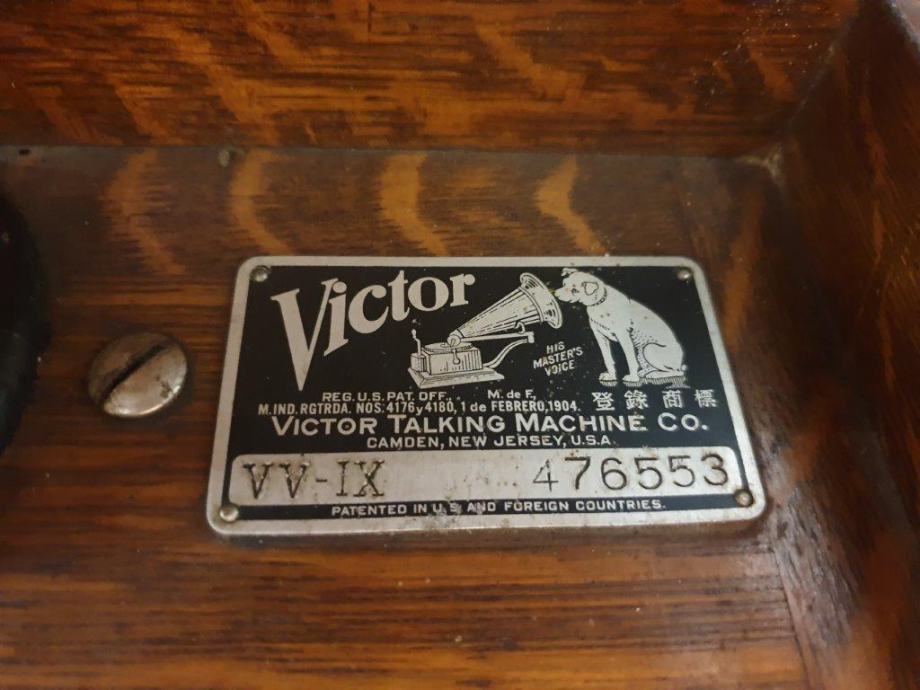 Victor
HIS
MASTER'S
VOICE
REG. U.S. PAT. OFF. M. de F.
M. IND. RGTRDA. NOS. 4176 y 4180, 1 de FEBRERO, 1904. 登錄商標
VICTOR TALKING MACHINE CO.
CAMDEN, NEW JERSEY, U.S.A.
VV-IX 476553
PATENTED IN U.S. AND FOREIGN COUNTRIES.